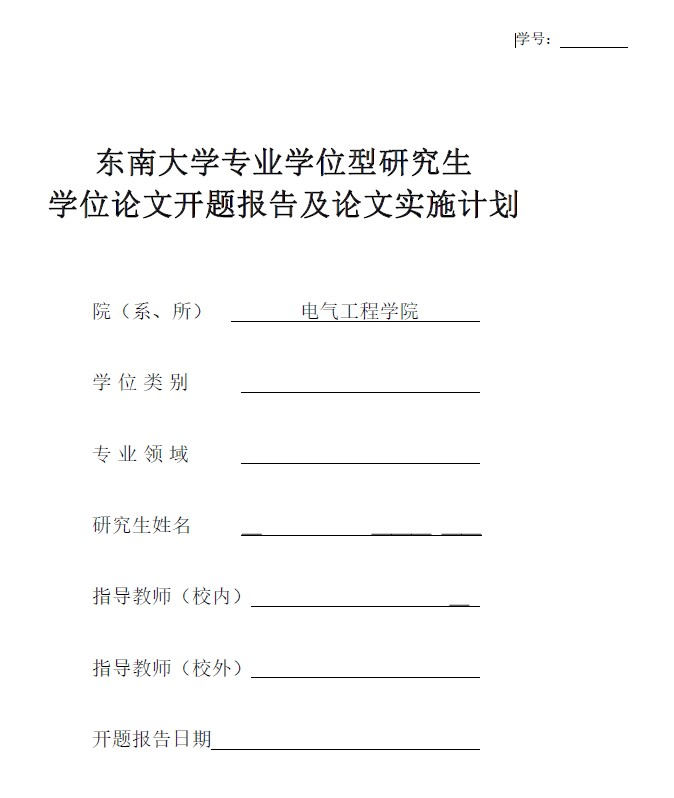 学号：
东南大学专业学位型研究生
学位论文开题报告及论文实施计划
院（系、所） 电气工程学院
学 位 类 别
专 业 领 域
研究生姓名
指导教师（校内）
指导教师（校外）
开题报告日期